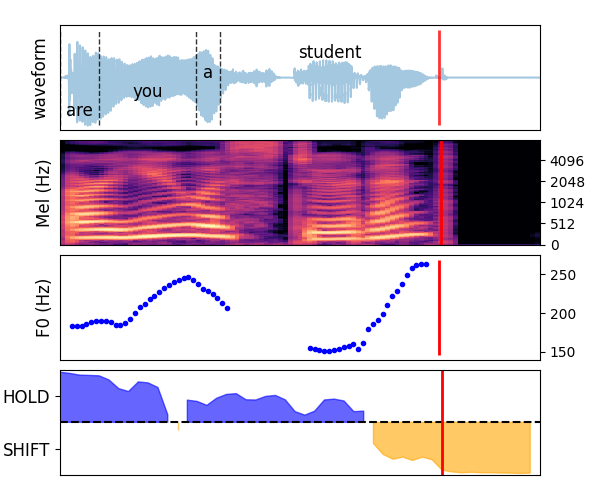 waveform
are
you
a
student
Mel (Hz)
4096
2048
1024
512
0
F0 (Hz)
250
200
150
HOLD
SHIFT